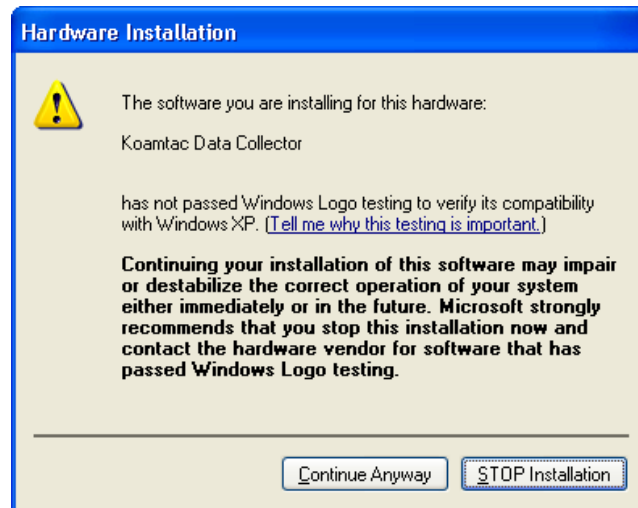 Hardware Installation
The software you are installing for this hardware:
Koamtac Data Collector
has not passed Windows Logo testing to verify its compatibility
with Windows XP. (Tell me why this testing is important.)
Continuing your installation of this software may impair
or destabilize the correct operation of your system
either immediately or in the future. Microsoft strongly
recommends that you stop this installation now and
contact the hardware vendor for software that has
passed Windows Logo testing.
Continue Anyway
STOP Installation